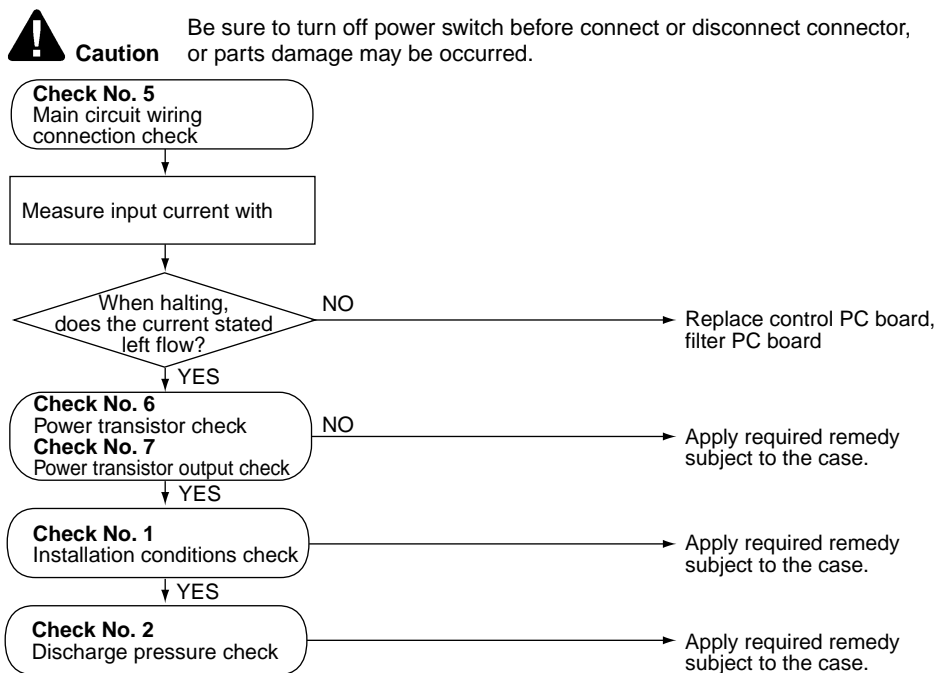 Be sure to turn off power switch before connect or disconnect connector,
Caution or parts damage may be occurred.
Check No. 5
Main circuit wiring
connection check
Measure input current with
When halting,
does the current stated
left flow?
NO
Replace control PC board,
filter PC board
YES
Check No. 6
Power transistor check
Check No. 7
Power transistor output check
NO
Apply required remedy
subject to the case.
YES
Check No. 1
Installation conditions check
Apply required remedy
subject to the case.
YES
Check No. 2
Discharge pressure check
Apply required remedy
subject to the case.